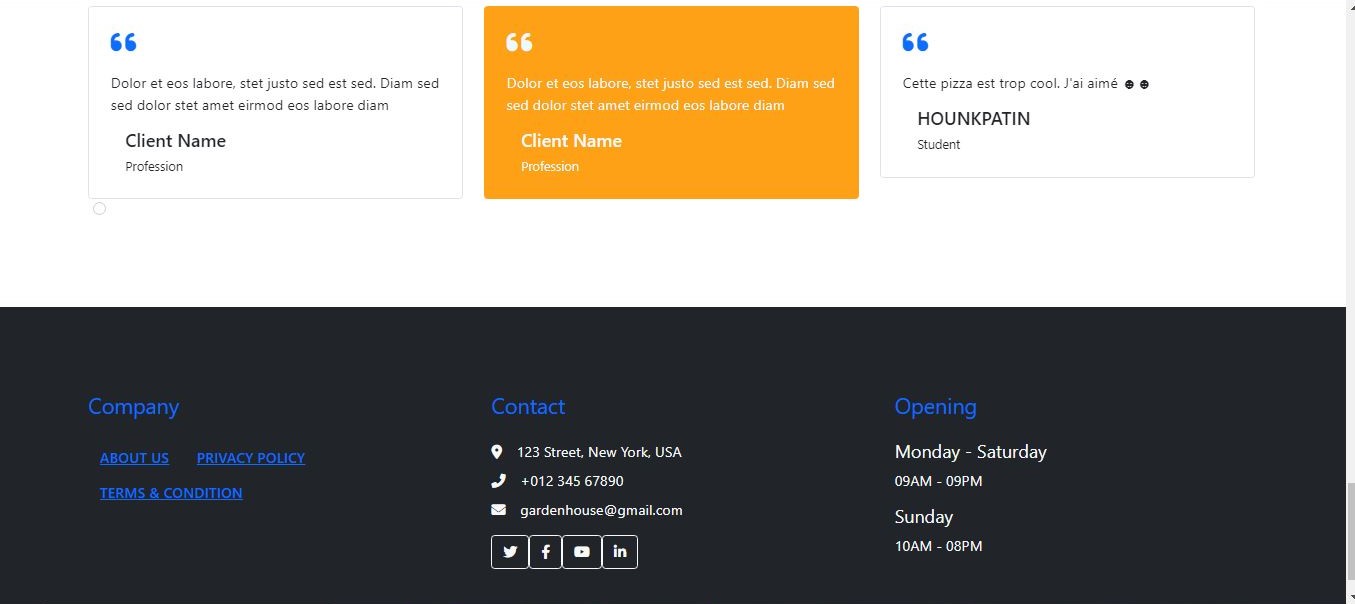 Dolor et eos labore, stet justo sed est sed. Diam sed
sed dolor stet amet eirmod eos labore diam
Client Name
Profession
Dolor et eos labore, stet justo sed est sed. Diam sed
sed dolor stet amet eirmod eos labore diam
Client Name
Profession
Cette pizza est trop cool. J'ai aimé ☻☻
HOUNKPATIN
Student
Company
ABOUT US PRIVACY POLICY
TERMS & CONDITION
Contact
123 Street, New York, USA
+012 345 67890
gardenhouse@gmail.com
Opening
Monday - Saturday
09AM - 09PM
Sunday
10AM - 08PM